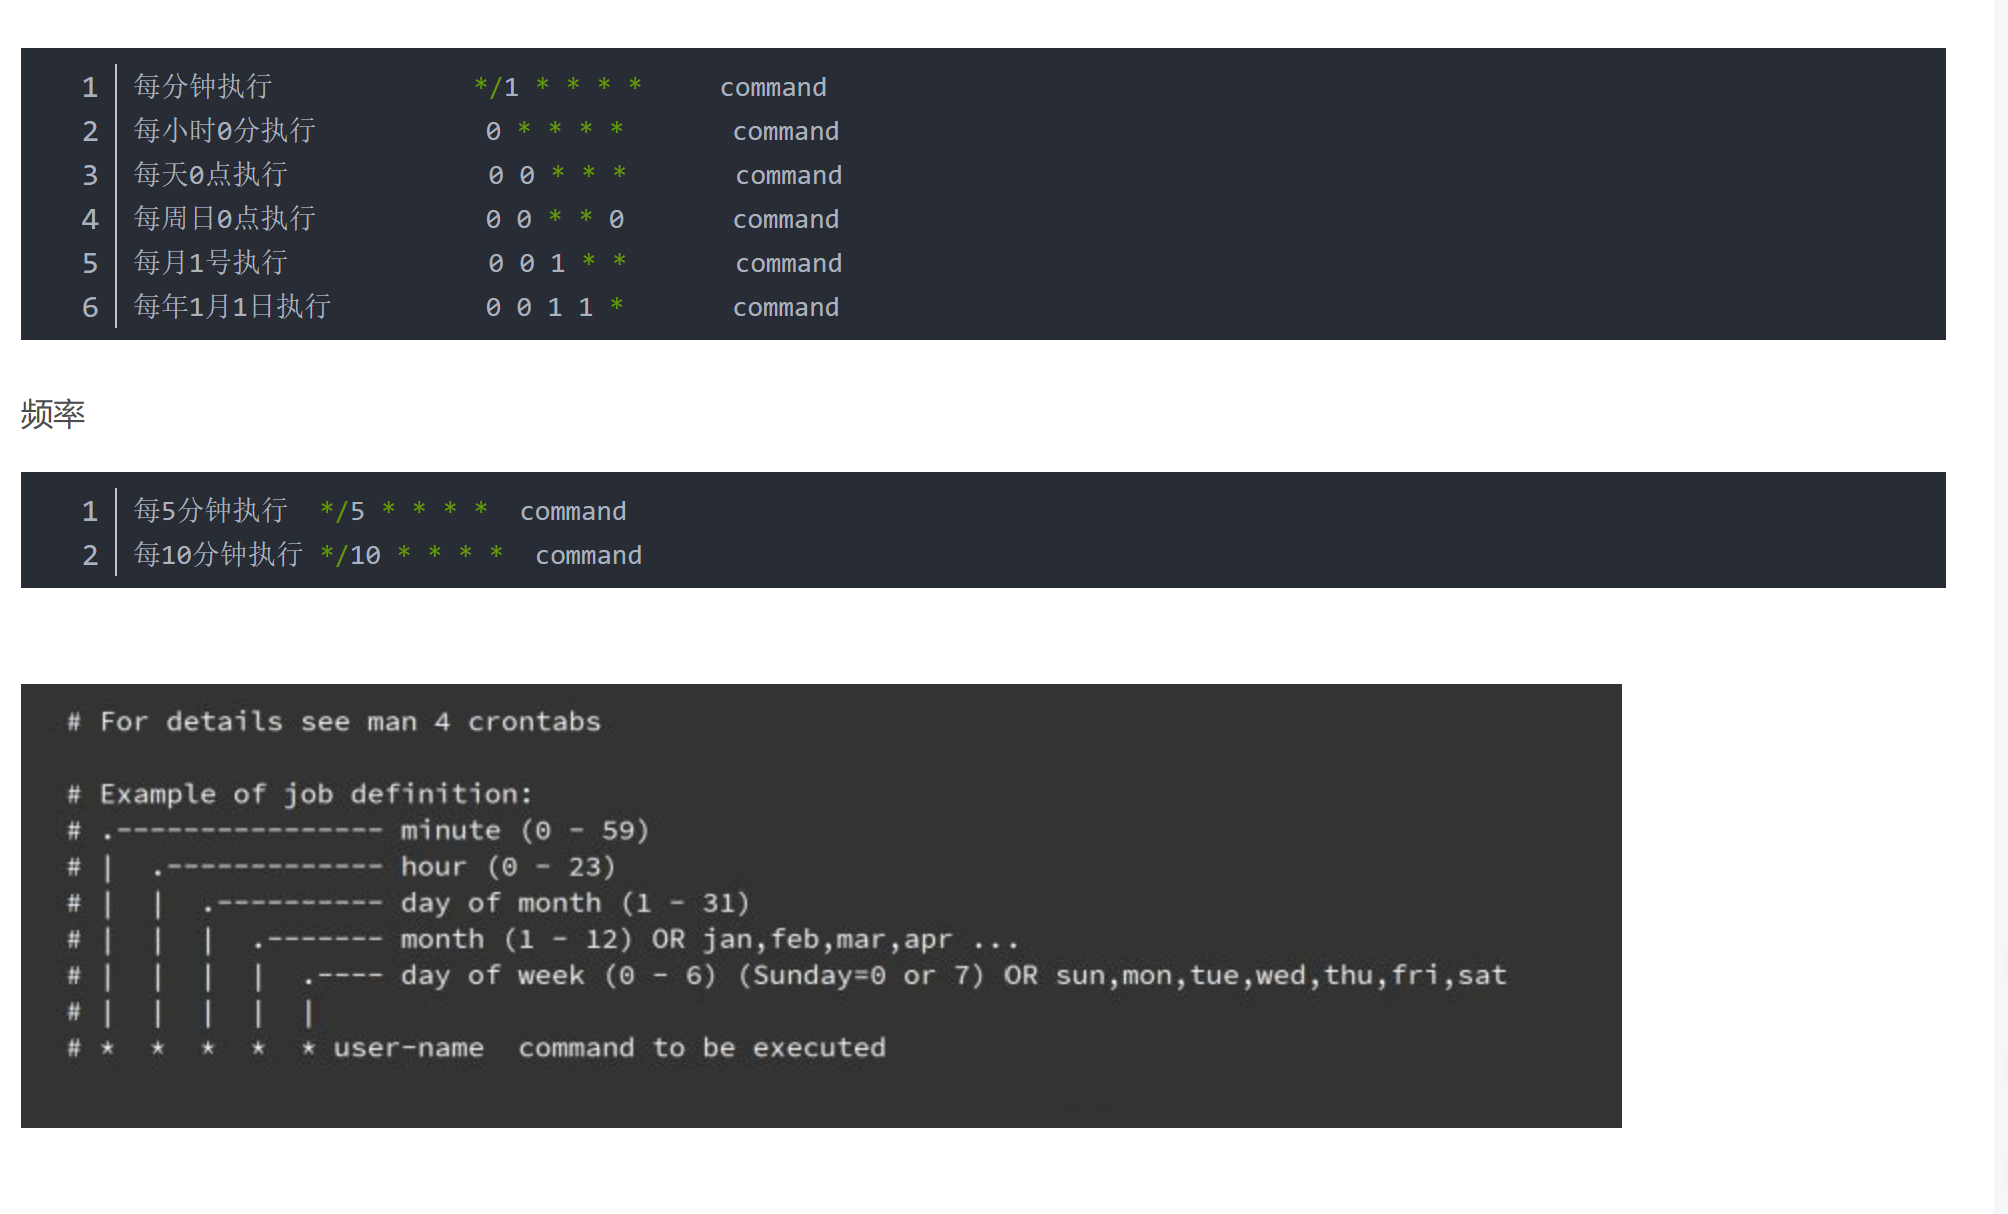 1 每分钟执行 */1 * * * * command
2 每小时0分执行 0 * * * * command
3 每天0点执行 0 0 * * * command
4 每周日0点执行 0 0 * * 0 command
5 每月1号执行 0 0 1 * * command
6 每年1月1日执行 0 0 1 1 * command
频率
1 每5分钟执行 */5 * * * * command
2 每10分钟执行 */10 * * * * command
# For details see man 4 crontabs
# Example of job definition:
# .---------------- minute (0 - 59)
# | .------------- hour (0 - 23)
# | | .---------- day of month (1 - 31)
# | | | .------- month (1 - 12) OR jan,feb,mar,apr ...
# | | | | .---- day of week (0 - 6) (Sunday=0 or 7) OR sun,mon,tue,wed,thu,fri,sat
# | | | | |
# * * * * * user-name command to be executed